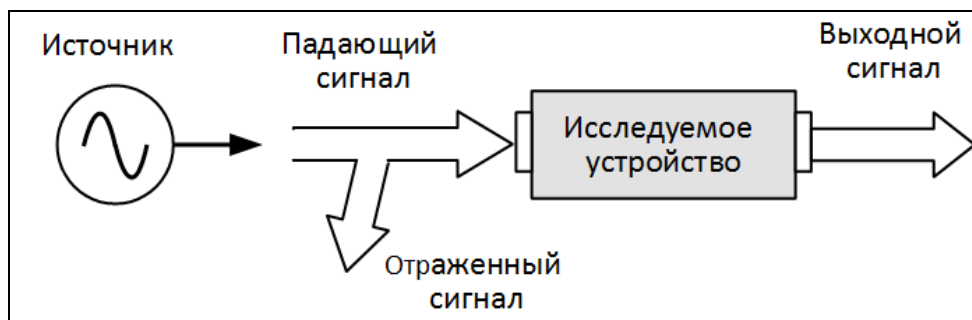 Источник
Падающий
сигнал
Выходной
сигнал
Исследуемое
устройство
Отраженный
сигнал